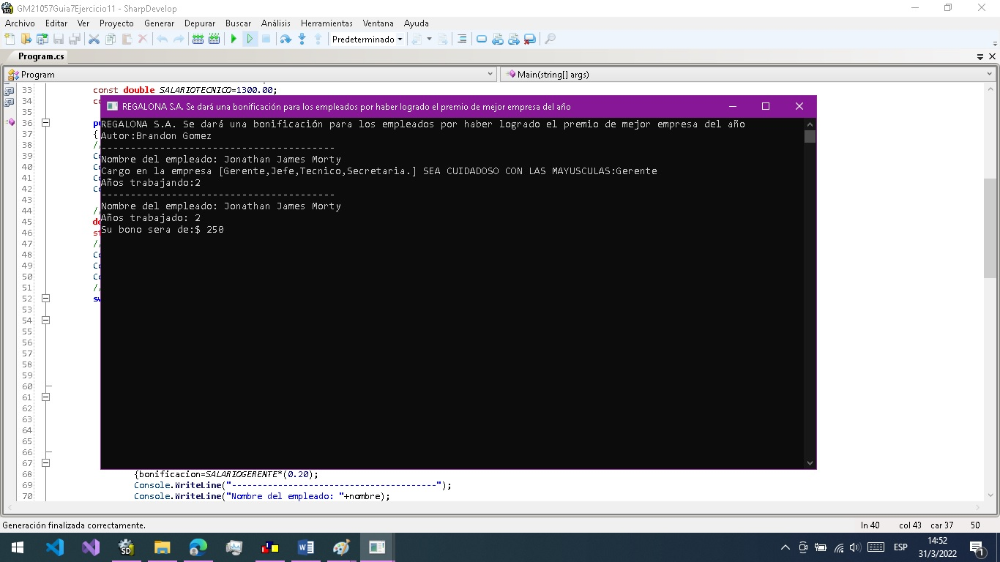 GM21057Guia7Ejercicio11 - SharpDevelop
Archivo Editar Ver Proyecto Generar Depurar Buscar Análisis Herramientas Ventana Ayuda
Predeterminado
Program.cs
Program
Main(string[] args)
33 const double SALARIOTECNICO=1300.00;
34 co
REGALONA S.A. Se dará una bonificación para los empleados por haber logrado el premio de mejor empresa del año
35
36 pu
REGALONA S.A. Se dará una bonificación para los empleados por haber logrado el premio de mejor empresa del año
37 {
Autor:Brandon Gomez
38 //
----------------------------------------
39 Co
Nombre del empleado: Jonathan James Morty
40 Co
Cargo en la empresa [Gerente,Jefe,Tecnico,Secretaria.] SEA CUIDADOSO CON LAS MAYUSCULAS:Gerente
41 Co
Años trabajando:2
42 Co
----------------------------------------
43
44 //
Nombre del empleado: Jonathan James Morty
45 do
Años trabajado: 2
46 st
Su bono sera de:$ 250
47 //
48 Co
49 Co
50 Co
51 //
52 sw
53
54
55
56
57
58
59
60
61
62
63
64
65
66
67
68 {bonificacion=SALARIOGERENTE*(0.20);
69 Console.WriteLine("----------------------------------------");
70 Console.WriteLine("Nombre del empleado: "+nombre);
Generación finalizada correctamente.
ln 40 col 43 car 37 50
SD
W
ESP
14:52
31/3/2022
1